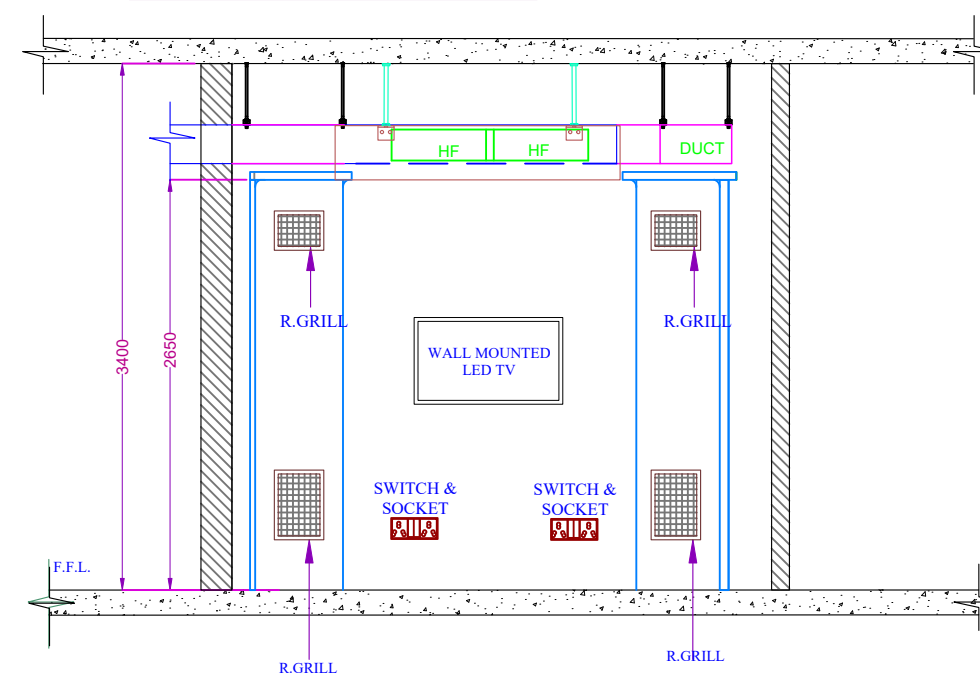 HF
HF
DUCT
R.GRILL
R.GRILL
3400
2650
WALL MOUNTED
LED TV
SWITCH &
SOCKET
SWITCH &
SOCKET
F.F.L.
R.GRILL
R.GRILL